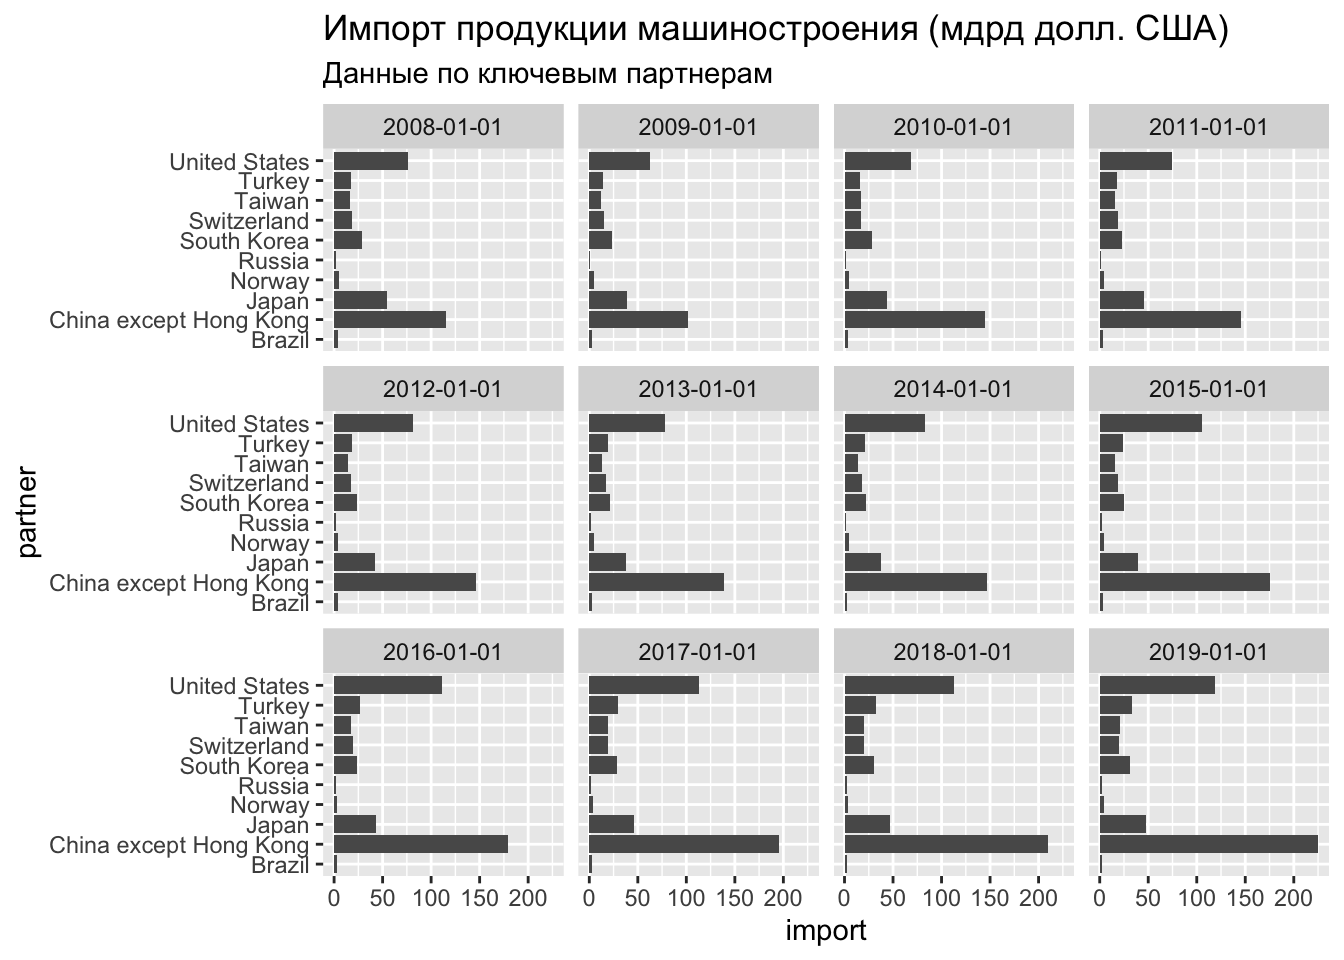 Импорт продукции машиностроения (мдрд долл. США)
Данные по ключевым партнерам
2008-01-01 2009-01-01 2010-01-01 2011-01-01
United States
Turkey
Taiwan
Switzerland
South Korea
Russia
Norway
Japan
China except Hong Kong
Brazil
2012-01-01 2013-01-01 2014-01-01 2015-01-01
United States
Turkey
Taiwan
Switzerland
South Korea
Russia
Norway
Japan
China except Hong Kong
Brazil
partner
2016-01-01 2017-01-01 2018-01-01 2019-01-01
United States
Turkey
Taiwan
Switzerland
South Korea
Russia
Norway
Japan
China except Hong Kong
Brazil
0 50 100 150 200 0 50 100 150 200 0 50 100 150 200 0 50 100 150 200
import